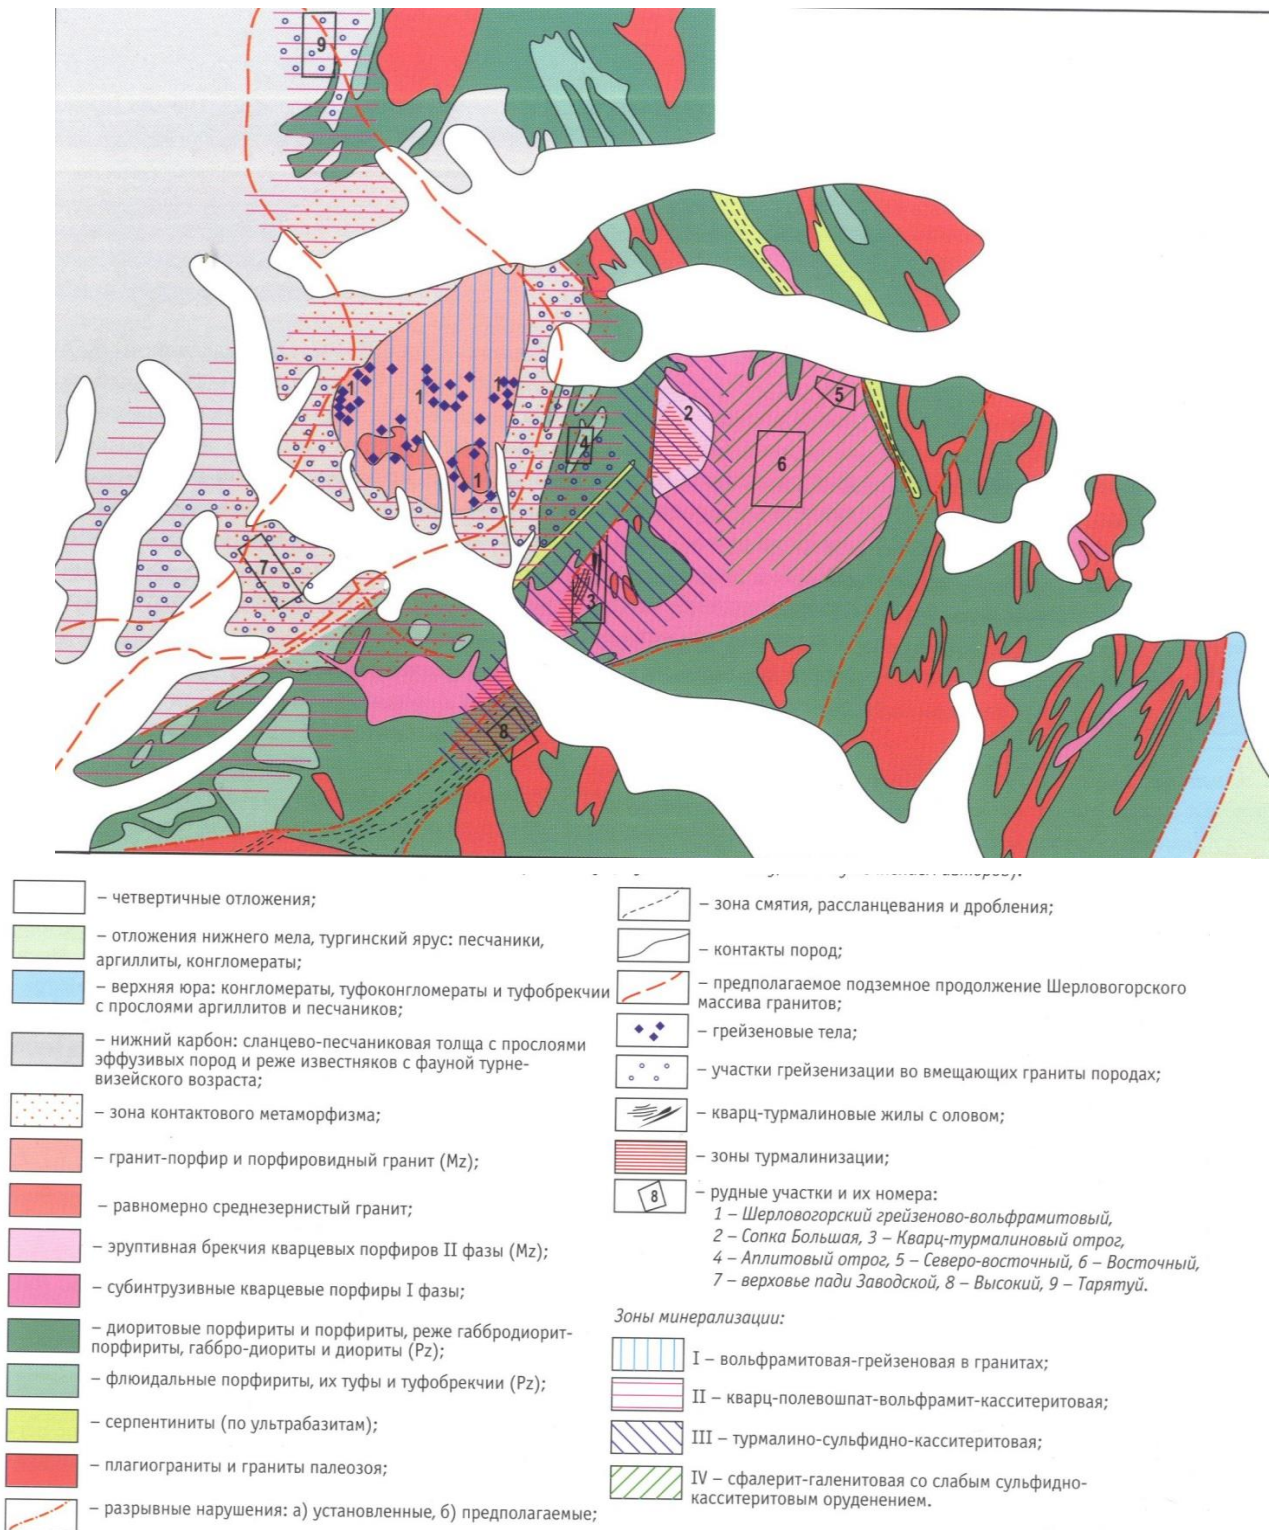 9
1
1
1
1
2
3
4
5
6
7
8
– четвертичные отложения;
– отложения нижнего мела, тургинский ярус: песчаники,
аргиллиты, конгломераты;
– верхняя юра: конгломераты, туфоконгломераты и туфобрекчии
с прослоями аргиллитов и песчаников;
– нижний карбон: сланцево-песчаниковая толща с прослоями
эффузивых пород и реже известняков с фауной турне-
визейского возраста;
– зона контактового метаморфизма;
– гранит-порфир и порфировидный гранит (Mz);
– равномерно среднезернистый гранит;
– эруптивная брекчия кварцевых порфиров II фазы (Mz);
– субинтрузивные кварцевые порфиры I фазы;
– диоритовые порфириты и порфириты, реже габбродиорит-
порфириты, габбро-диориты и диориты (Pz);
– флюидальные порфириты, их туфы и туфобрекчии (Pz);
– серпентиниты (по ультрабазитам);
– плагиограниты и граниты палеозоя;
– разрывные нарушения: а) установленные, б) предполагаемые;
– зона смятия, рассланцевания и дробления;
– контакты пород;
– предполагаемое подземное продолжение Шерловогорского
массива гранитов;
– грейзеновые тела;
– участки грейзенизации во вмещающих граниты породах;
– кварц-турмалиновые жилы с оловом;
– зоны турмалинизации;
8
– рудные участки и их номера:
1 – Шерловогорский грейзеново-вольфрамитовый,
2 – Сопка Большая, 3 – Кварц-турмалиновый отрог,
4 – Аплитовый отрог, 5 – Северо-восточный, 6 – Восточный,
7 – верховье пади Заводской, 8 – Высокий, 9 – Тарятуй.
Зоны минерализации:
I – вольфрамитовая-грейзеновая в гранитах;
II – кварц-полевошпат-вольфрамит-касситеритовая;
III – турмалино-сульфидно-касситеритовая;
IV – сфалерит-галенитовая со слабым сульфидно-
касситеритовым оруденением.